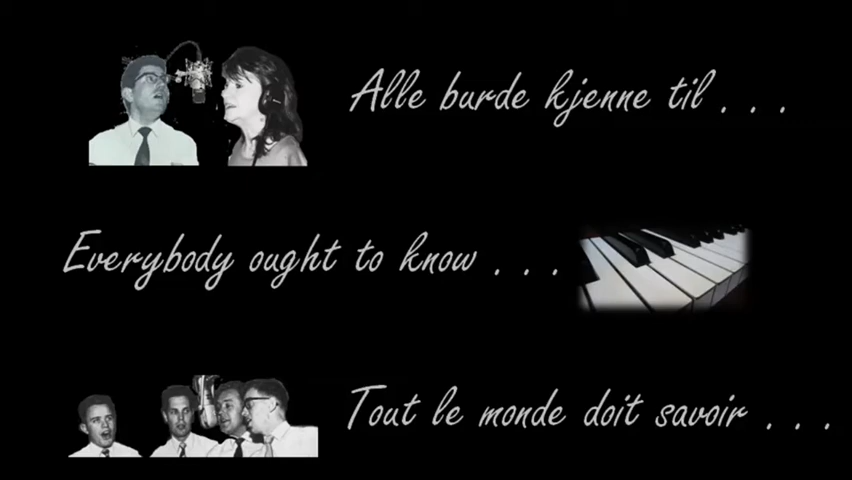 Alle burde kjenne til . . .
Everybody ought to know . . .
Tout le monde doit savoir . . .